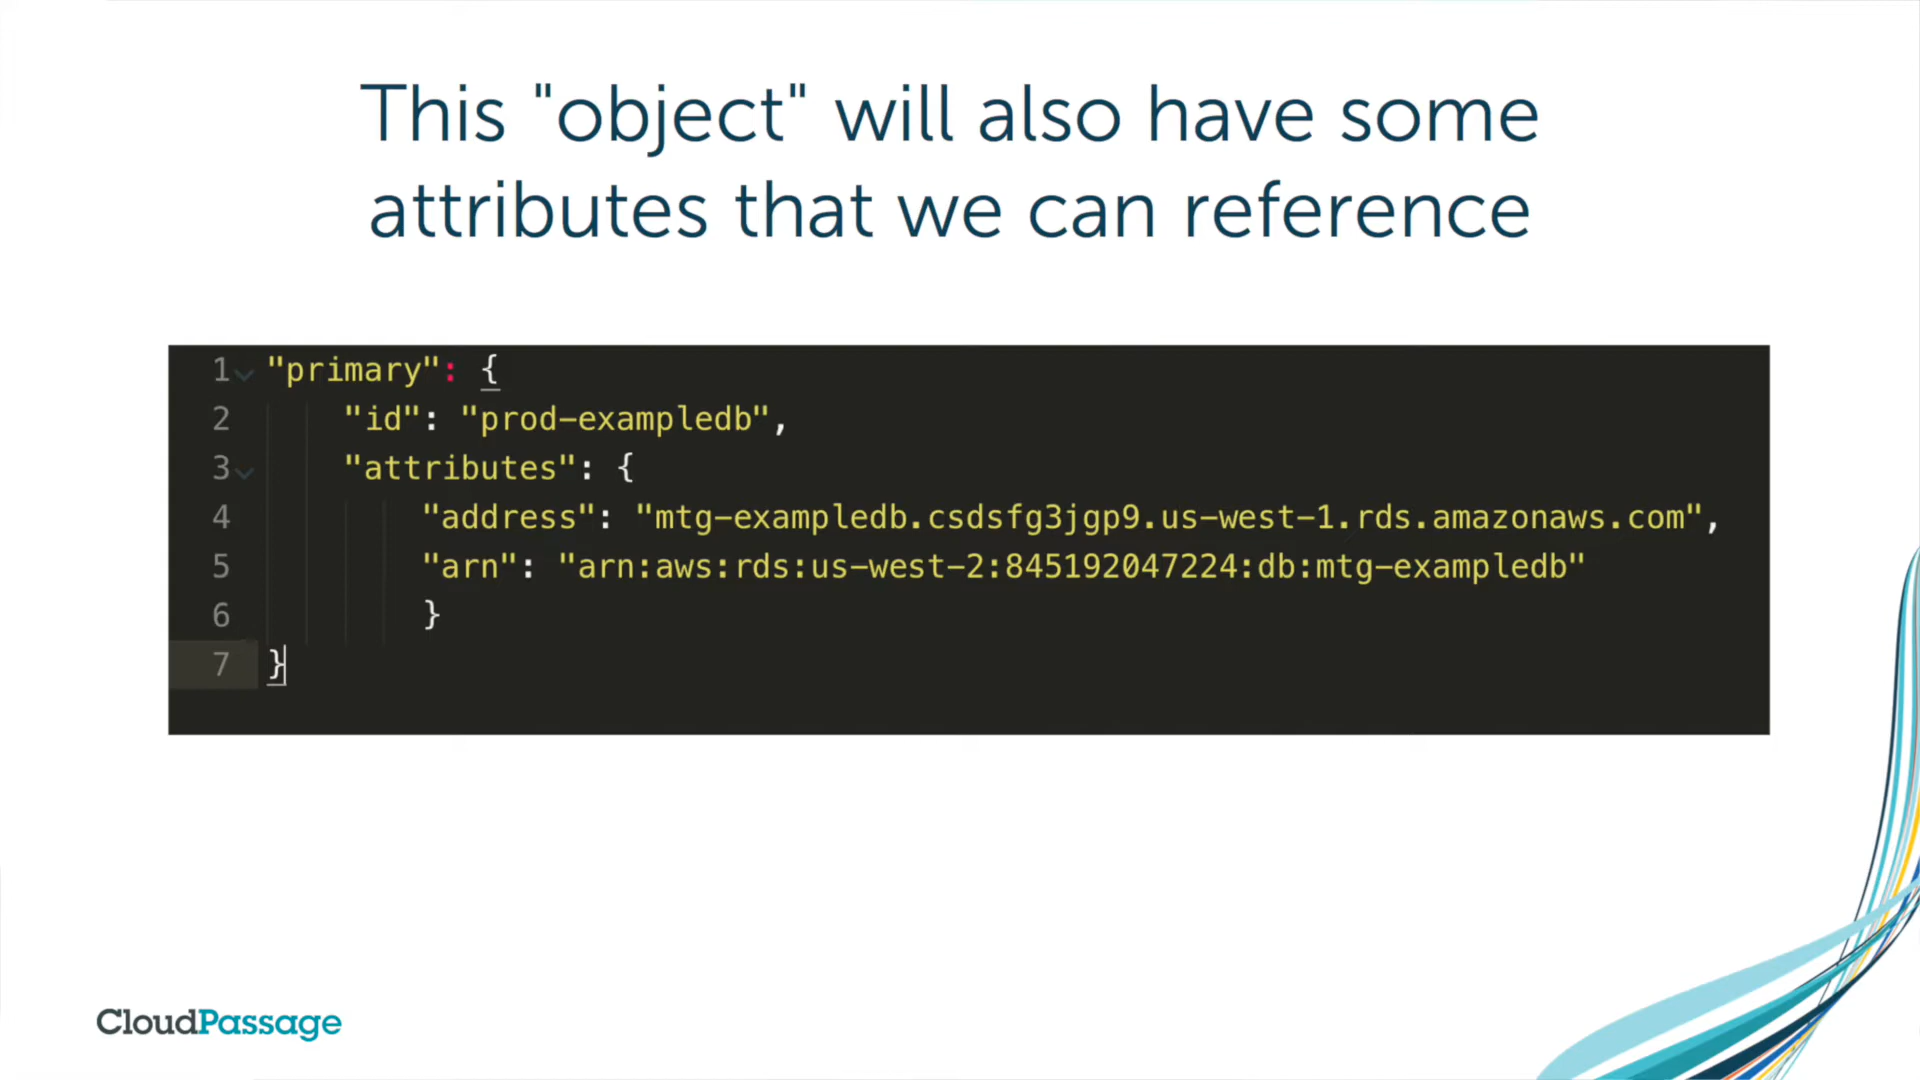 This "object" will also have some
attributes that we can reference
1 "primary": {
2 "id": "prod-exampledb",
3 "attributes": {
4 "address": "mtg-exampledb.csdsfg3jgp9.us-west-1.rds.amazonaws.com",
5 "arn": "arn:aws:rds:us-west-2:845192047224:db:mtg-exampledb"
6 }
7 }
CloudPassage